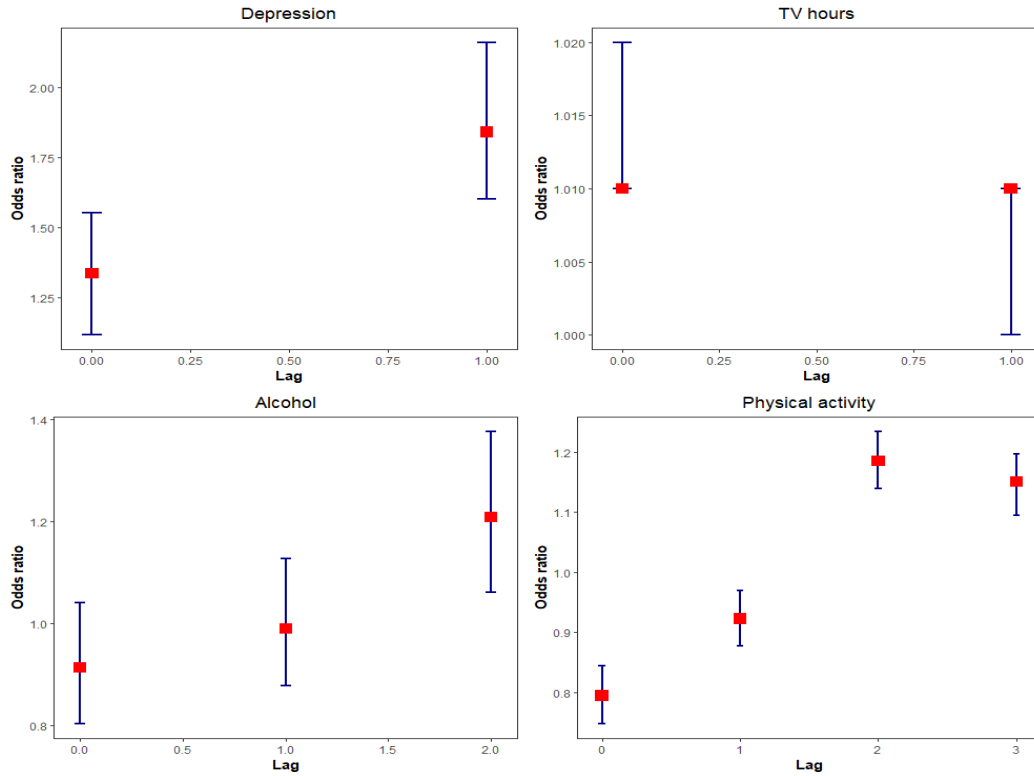 Depression
Odds ratio
2.00
1.75
1.50
1.25
0.00 0.25 0.50 0.75 1.00
Lag
TV hours
Odds ratio
1.020
1.015
1.010
1.005
1.000
0.00 0.25 0.50 0.75 1.00
Lag
Alcohol
Odds ratio
1.4
1.2
1.0
0.8
0.0 0.5 1.0 1.5 2.0
Lag
Physical activity
Odds ratio
1.2
1.1
1.0
0.9
0.8
0 1 2 3
Lag